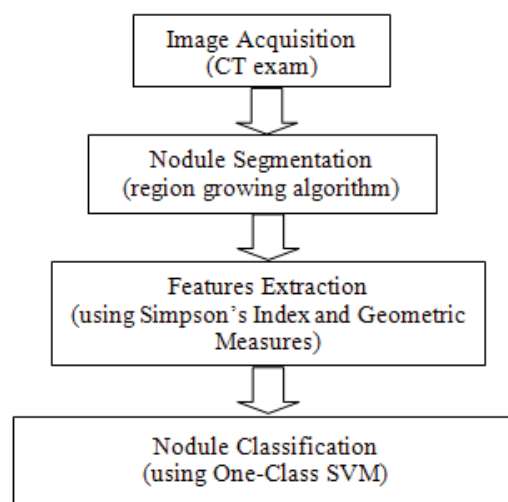 Image Acquisition
(CT exam)
Nodule Segmentation
(region growing algorithm)
Features Extraction
(using Simpson's Index and Geometric
Measures)
Nodule Classification
(using One-Class SVM)